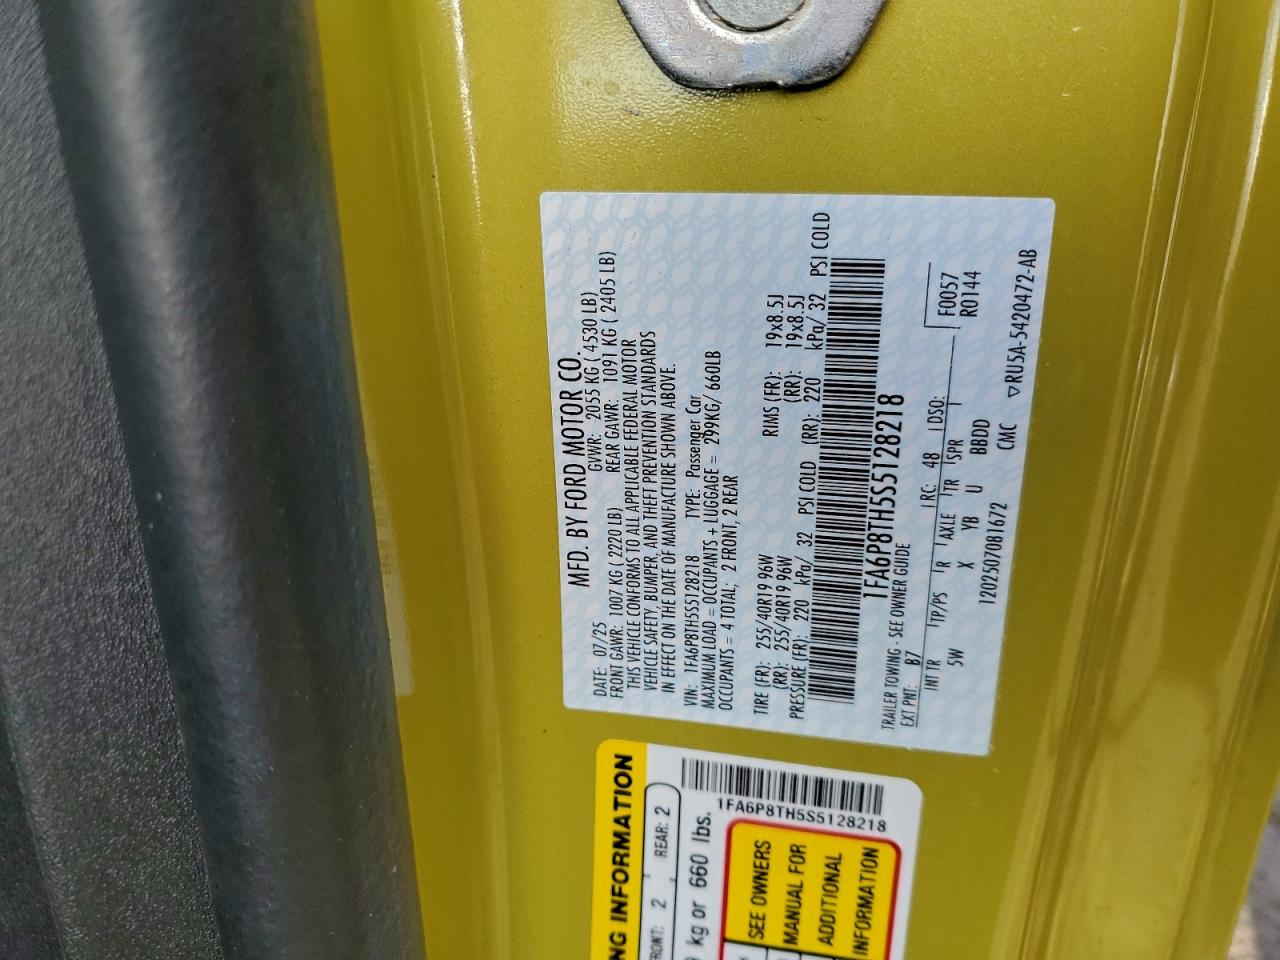 MFD. BY FORD MOTOR CO.
DATE: 07/25 GVWR: 2055 KG ( 4530 LB)
FRONT GAWR: 1007 KG ( 2220 LB) REAR GAWR: 1091 KG ( 2405 LB)
THIS VEHICLE CONFORMS TO ALL APPLICABLE FEDERAL MOTOR
VEHICLE SAFETY, BUMPER, AND THEFT PREVENTION STANDARDS
IN EFFECT ON THE DATE OF MANUFACTURE SHOWN ABOVE.
VIN: 1FA6P8TH5S5128218 TYPE: Passenger Car
MAXIMUM LOAD = OCCUPANTS + LUGGAGE = 299KG/ 660LB
OCCUPANTS = 4 TOTAL; 2 FRONT, 2 REAR
TIRE (FR): 255/40R19 96W RIMS (FR): 19x8.5J
(RR): 255/40R19 96W (RR): 19x8.5J
PRESSURE (FR): 220 kPa/ 32 PSI COLD (RR): 220 kPa/ 32 PSI COLD
1FA6P8TH5S5128218
TRAILER TOWING - SEE OWNER GUIDE
EXT PNT: B7 RC: 48 DSO: F0057
INT TR TP/PS R AXLE TR SPR R0144
5W X YB U BBDD
120250708​1672 CMC ▽RU5A-5420472-AB
NG INFORMATION
FRONT: 2 REAR: 2
kg or 660 lbs.
1FA6P8TH5S5128218
SEE OWNERS
MANUAL FOR
ADDITIONAL
INFORMATION